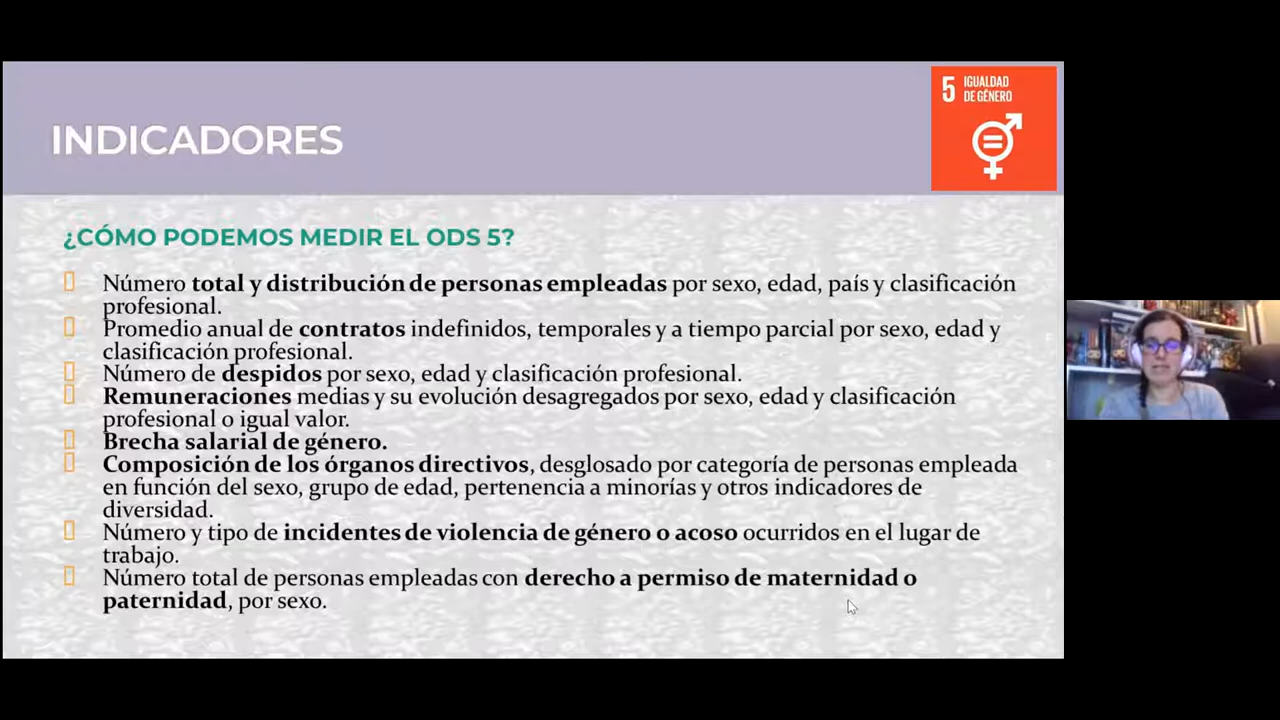 5 IGUALDAD
DE GÉNERO
INDICADORES
¿CÓMO PODEMOS MEDIR EL ODS 5?
Número total y distribución de personas empleadas por sexo, edad, país y clasificación
profesional.
Promedio anual de contratos indefinidos, temporales y a tiempo parcial por sexo, edad y
clasificación profesional.
Número de despidos por sexo, edad y clasificación profesional.
Remuneraciones medias y su evolución desagregados por sexo, edad y clasificación
profesional o igual valor.
Brecha salarial de género.
Composición de los órganos directivos, desglosado por categoría de personas empleada
en función del sexo, grupo de edad, pertenencia a minorías y otros indicadores de
diversidad.
Número y tipo de incidentes de violencia de género o acoso ocurridos en el lugar de
trabajo.
Número total de personas empleadas con derecho a permiso de maternidad o
paternidad, por sexo.